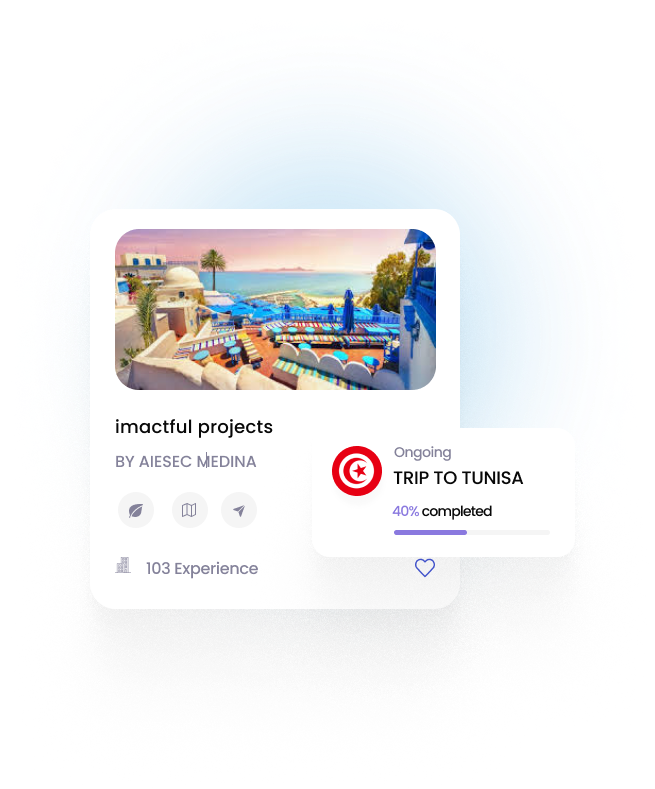 imactful projects
BY AIESEC MEDINA
103 Experience
Ongoing
TRIP TO TUNISA
40% completed